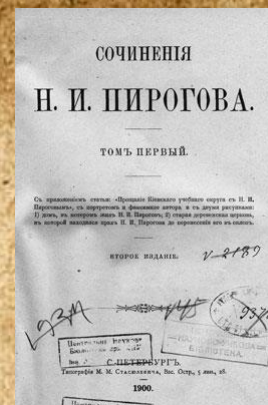 СОЧИНЕНІЯ
Н. И. ПИРОГОВА.
ТОМЪ ПЕРВЫЙ.
Съ приложеніемъ статьи: «Прощаніе Кіевскаго учебнаго округа съ Н. И.
Пироговымъ», съ портретомъ и факсимиле автора и съ двумя рисунками:
1) домъ, въ которомъ жилъ Н. И. Пироговъ; 2) старая деревенская церковь,
въ которой находился прахъ Н. И. Пирогова до перенесенія его въ склепъ.
ВТОРОЕ ИЗДАНІЕ.
С.-ПЕТЕРБУРГЪ.
Типографія М. М. Стасюлевича, Вас. Остр., 5 лин., 28.
1900.